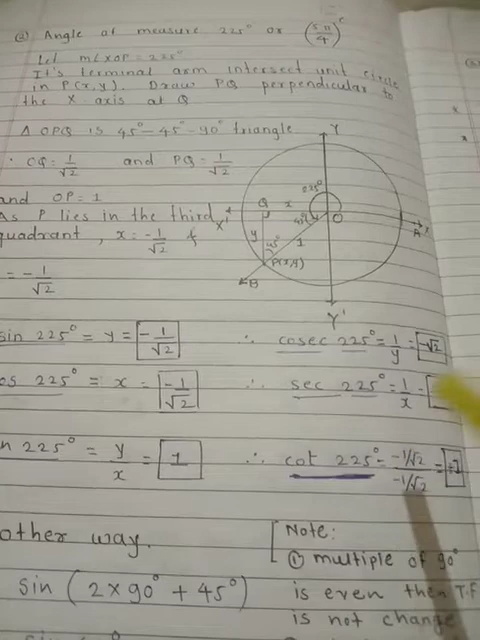 ⓐ Angle of measure 225° or (5π/4)ᶜ
Let m∠XOP = 225°
It's terminal arm intersect unit circle
in P(x,y). Draw PQ perpendicular to
the X-axis at Q
Δ OPQ is 45°-45°-90° triangle
∴ OQ = 1/√2 and PQ = 1/√2
and OP = 1
As P lies in the third
quadrant, x = -1/√2 &
= -1/√2
Y
225°
X'
Q
x
O
45°
y
45°
1
A
X
P(x,y)
B
Y'
sin 225° = y = -1/√2 ∴ cosec 225° = 1/y = -√2
cos 225° = x = -1/√2 ∴ sec 225° = 1/x =
tan 225° = y/x = 1 ∴ cot 225° = -1/√2 / -1/√2 = +1
other way.
Note:
① multiple of 90°
sin (2×90° + 45°)
is even then T.F
is not change